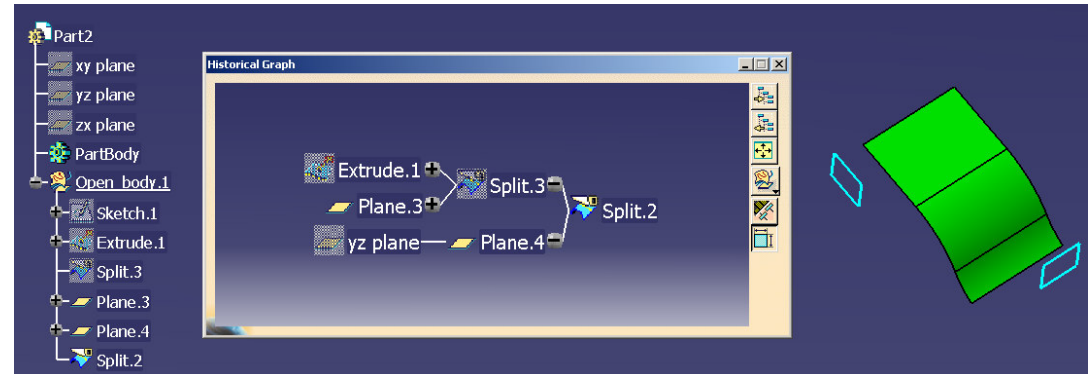 Part2
xy plane
yz plane
zx plane
PartBody
Open_body.1
Sketch.1
Extrude.1
Split.3
Plane.3
Plane.4
Split.2
Historical Graph
Extrude.1
Plane.3
Split.3
yz plane
Plane.4
Split.2